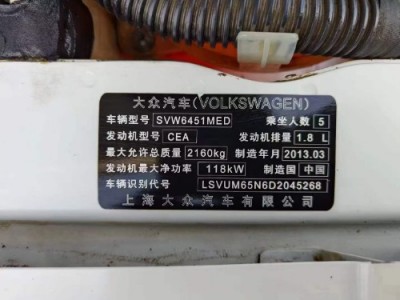 大众汽车(VOLKSWAGEN)
车辆型号 SVW6451MED 乘坐人数 5
发动机型号 CEA 发动机排量 1.8 L
最大允许总质量 2160kg 制造年月 2013.03
发动机最大净功率 118kW 制造国 中国
车辆识别代号 LSVUM65N6D2045268
上海大众汽车有限公司